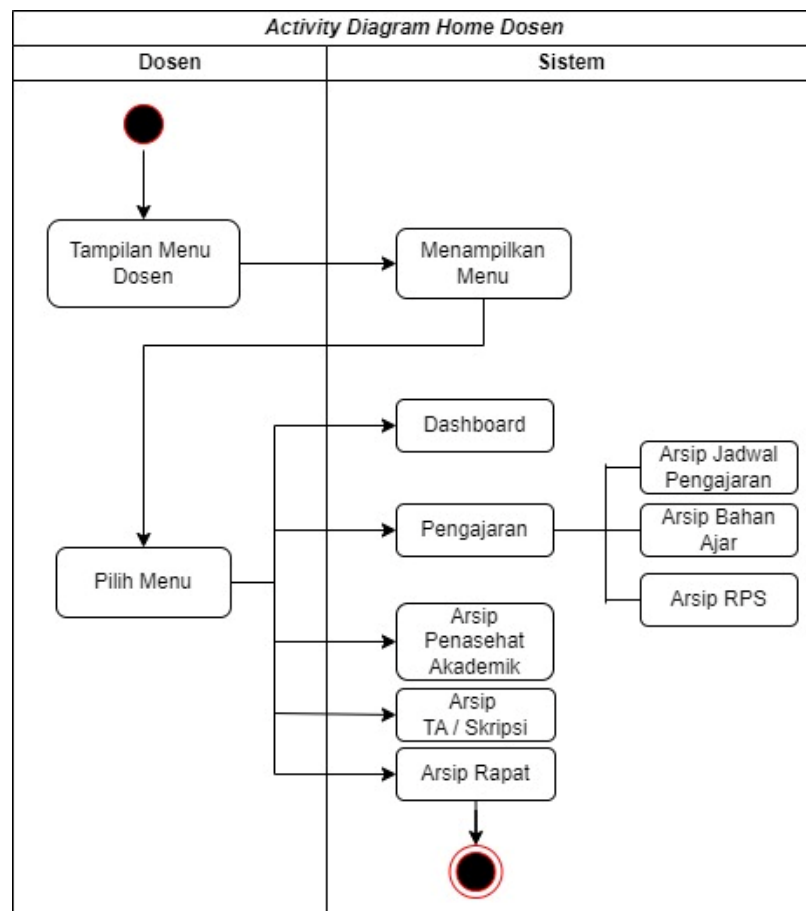 Activity Diagram Home Dosen
Dosen
Sistem
Tampilan Menu
Dosen
Menampilkan
Menu
Dashboard
Arsip Jadwal
Pengajaran
Pengajaran
Arsip Bahan
Ajar
Pilih Menu
Arsip RPS
Arsip
Penasehat
Akademik
Arsip
TA / Skripsi
Arsip Rapat